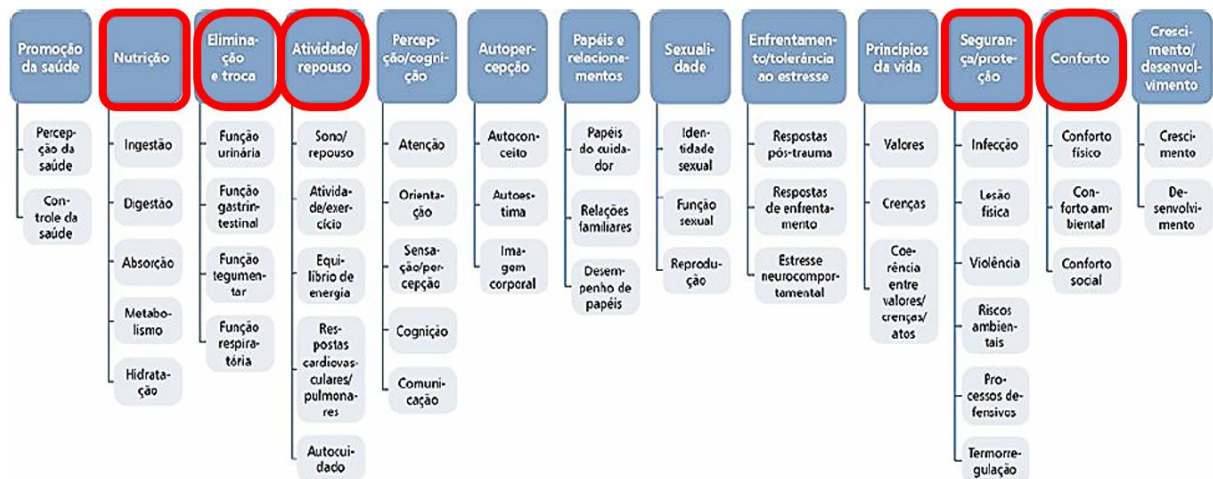 Promoção
da saúde
Percep-
ção da
saúde
Con-
trole da
saúde
Nutrição
Ingestão
Digestão
Absorção
Metabo-
lismo
Hidrata-
ção
Elimina-
ção
e troca
Função
urinária
Função
gastrin-
testinal
Função
tegumen-
tar
Função
respira-
tória
Atividade/
repouso
Sono/
repouso
Ativida-
de/exer-
cício
Equi-
líbrio de
energia
Res-
postas
cardiovas-
culares/
pulmona-
res
Autocui-
dado
Percep-
ção/cogni-
ção
Atenção
Orienta-
ção
Sensa-
ção/per-
cepção
Cognição
Comuni-
cação
Autoper-
cepção
Autocon-
ceito
Autoes-
tima
Ima-
gem
corporal
Papéis e
relaciona-
mentos
Papéis
do cuida-
dor
Relações
familiares
Desem-
penho de
papéis
Sexuali-
dade
Iden-
tidade
sexual
Função
sexual
Reprodu-
ção
Enfrentamen-
to/tolerância
ao estresse
Respostas
pós-trauma
Respostas
de enfrenta-
mento
Estresse
neurocompor-
tamental
Princípios
da vida
Valores
Crenças
Coe-
rência
entre
valores/
crenças/
atos
Seguran-
ça/prote-
ção
Infecção
Lesão
física
Violência
Riscos
ambien-
tais
Pro-
cessos de-
fensivos
Termorre-
gulação
Conforto
Conforto
físico
Con-
forto am-
biental
Conforto
social
Cresci-
mento/
desenvol-
vimento
Cresci-
mento
De-
senvolvi-
mento